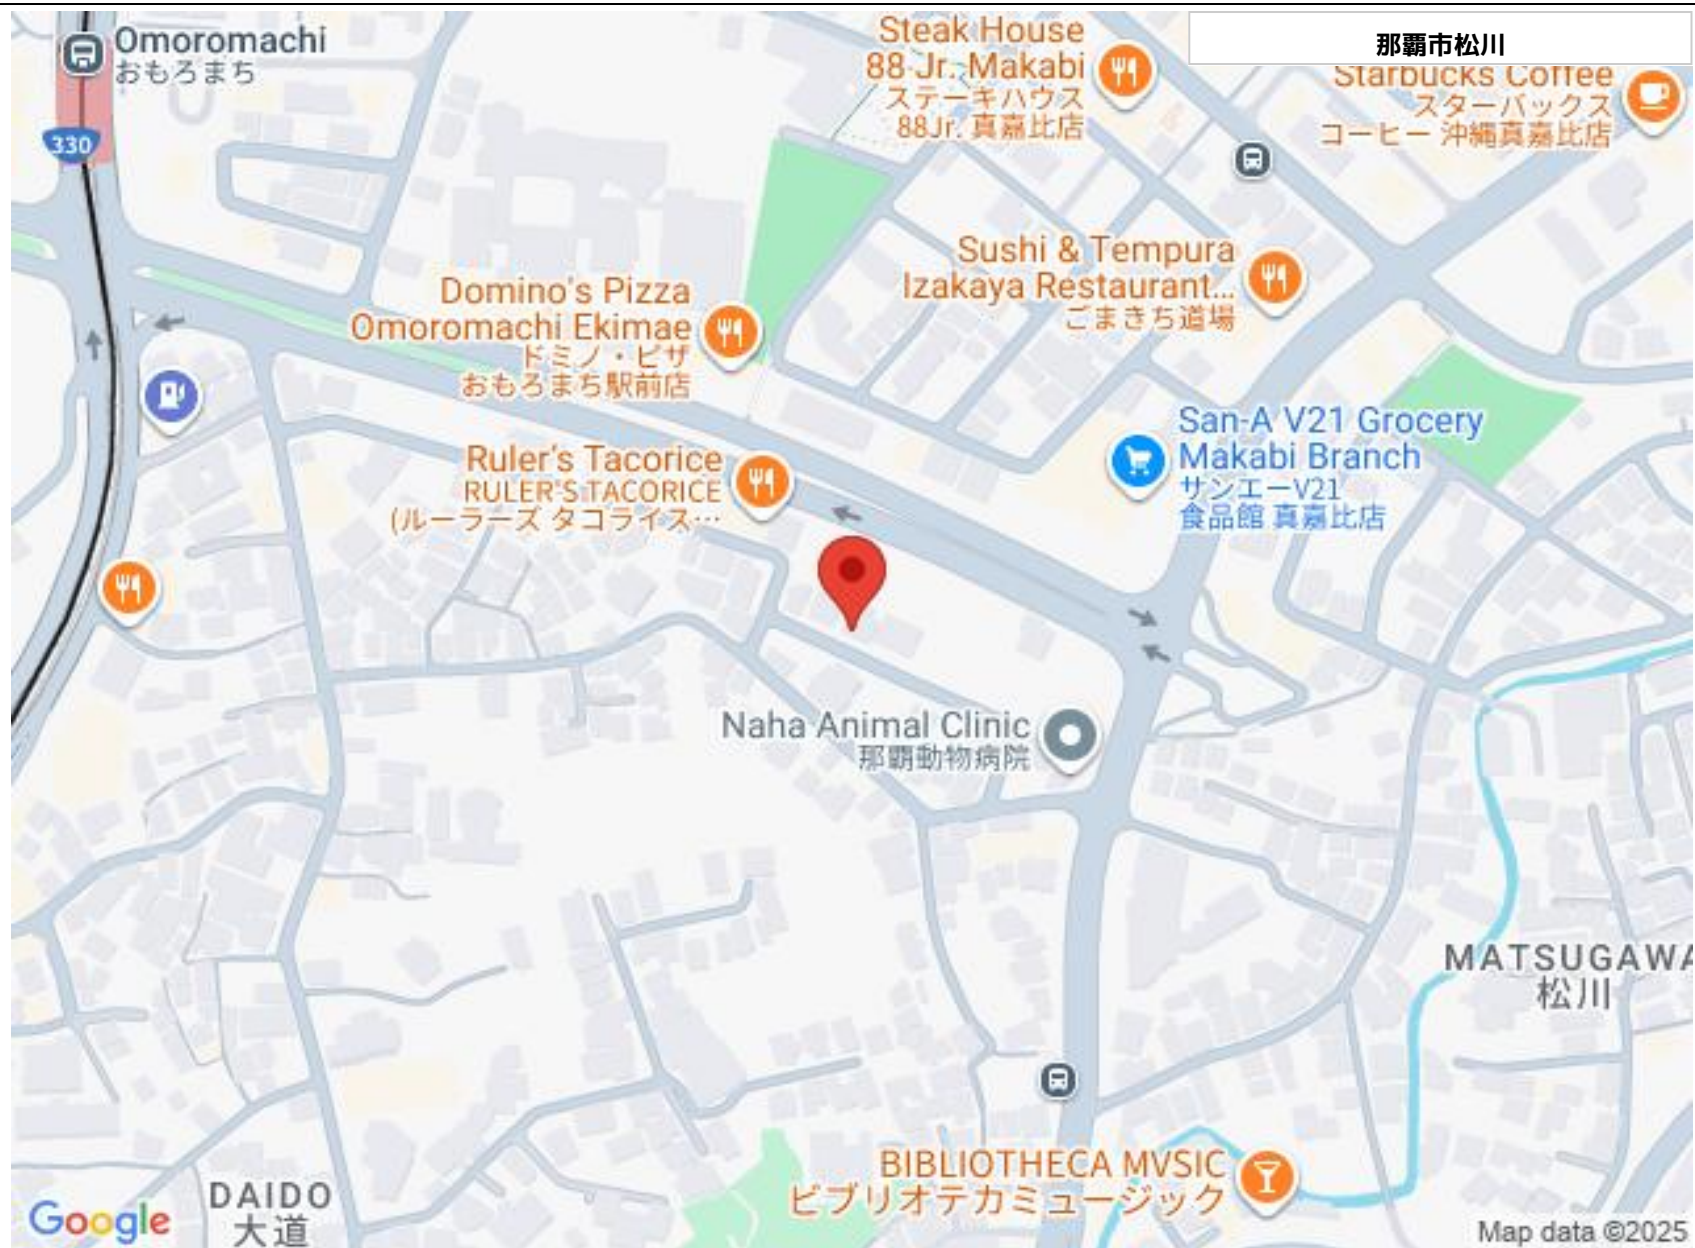 Omoromachi
おもろまち
330
Steak House
88 Jr. Makabi
ステーキハウス
88Jr. 真嘉比店
那覇市松川
Starbucks Coffee
スターバックス
コーヒー 沖縄真嘉比店
Sushi & Tempura
Izakaya Restaurant...
ごまきち道場
Domino's Pizza
Omoromachi Ekimae
ドミノ・ピザ
おもろまち駅前店
San-A V21 Grocery
Makabi Branch
サンエーV21
食品館 真嘉比店
Ruler's Tacorice
RULER'S TACORICE
(ルーラーズ タコライス…
Naha Animal Clinic
那覇動物病院
MATSUGAWA
松川
BIBLIOTHECA MVSIC
ビブリオテカミュージック
DAIDO
大道
Google
Map data ©2025